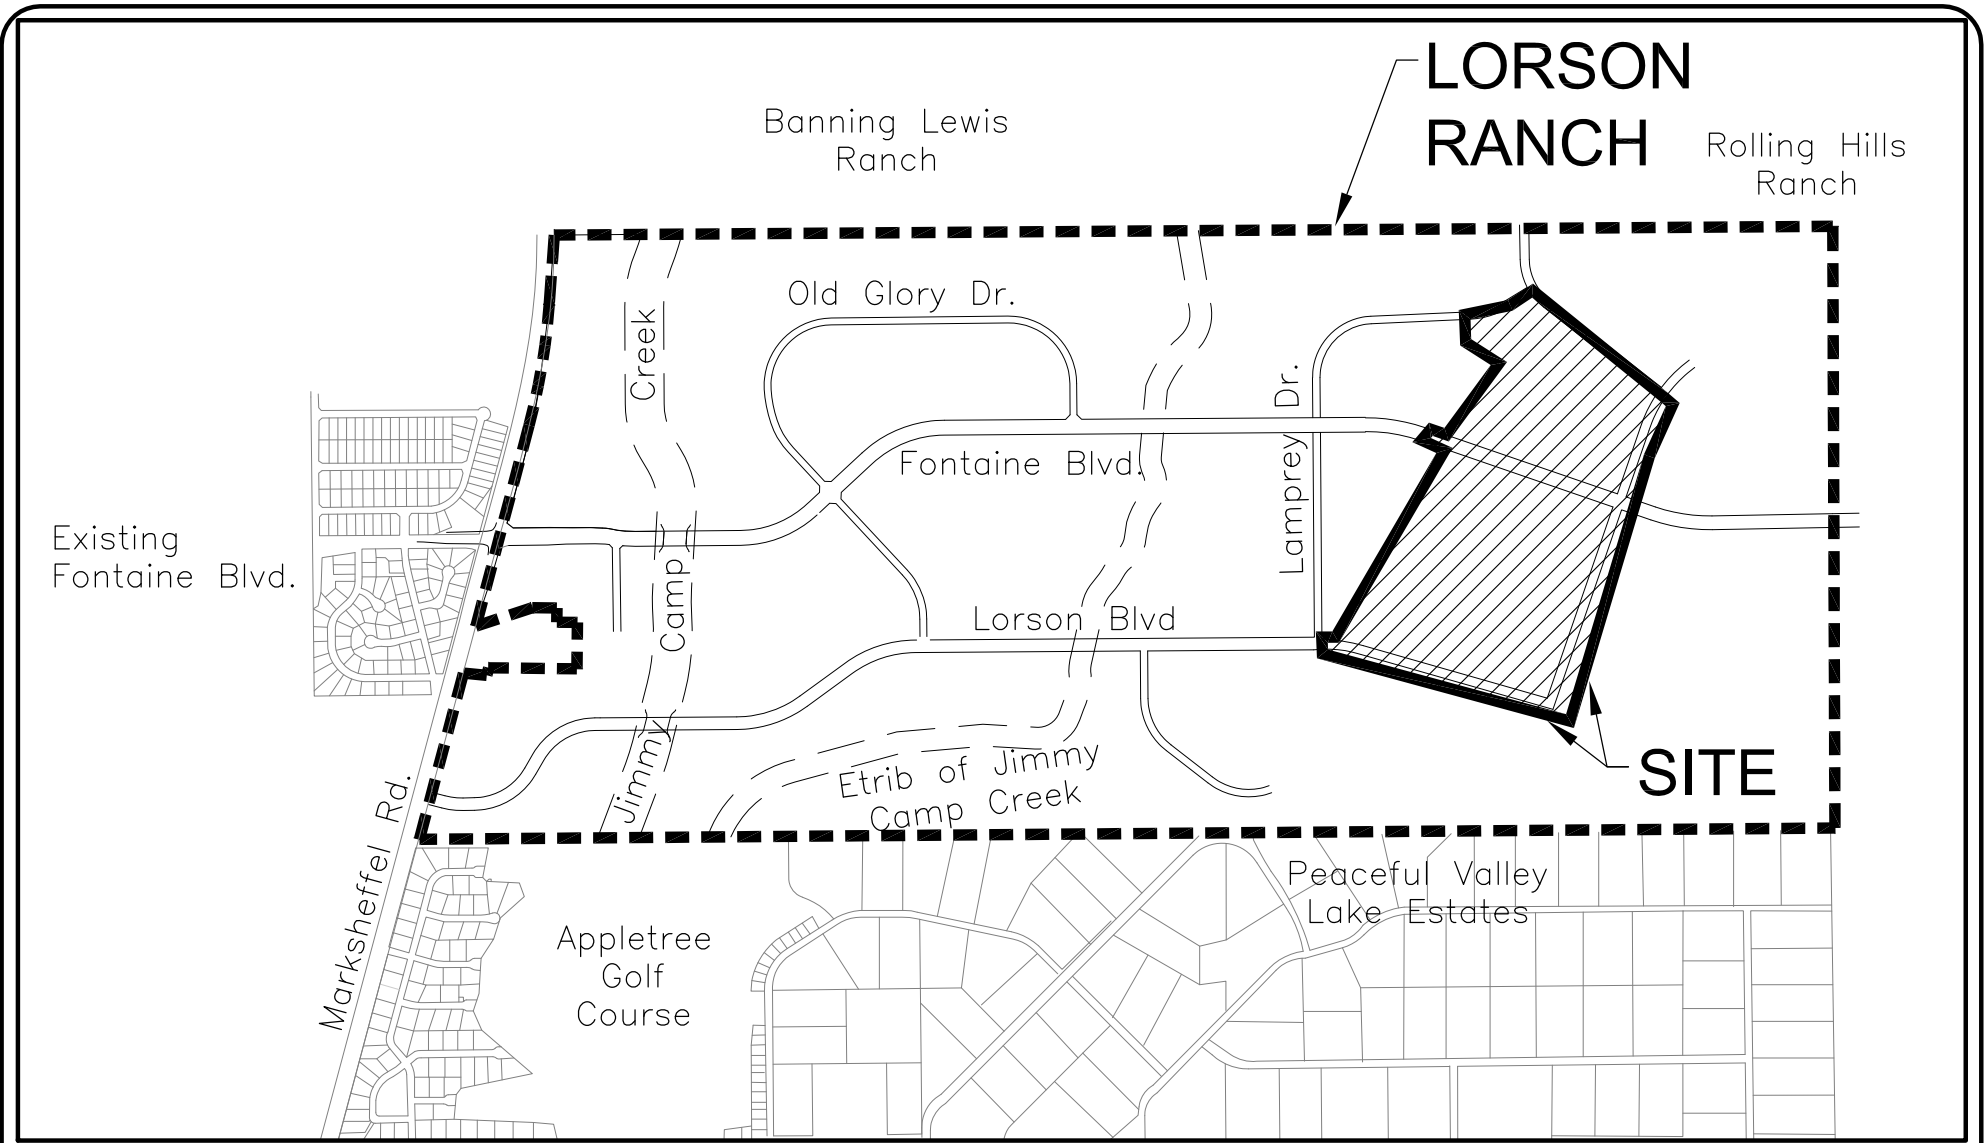 LORSON
RANCH
Banning Lewis
Ranch
Rolling Hills
Ranch
Old Glory Dr.
Creek
Lamprey Dr.
Fontaine Blvd.
Existing
Fontaine Blvd.
Camp
Lorson Blvd
Jimmy
Etrib of Jimmy
Camp Creek
SITE
Marksheffel Rd.
Peaceful Valley
Lake Estates
Appletree
Golf
Course